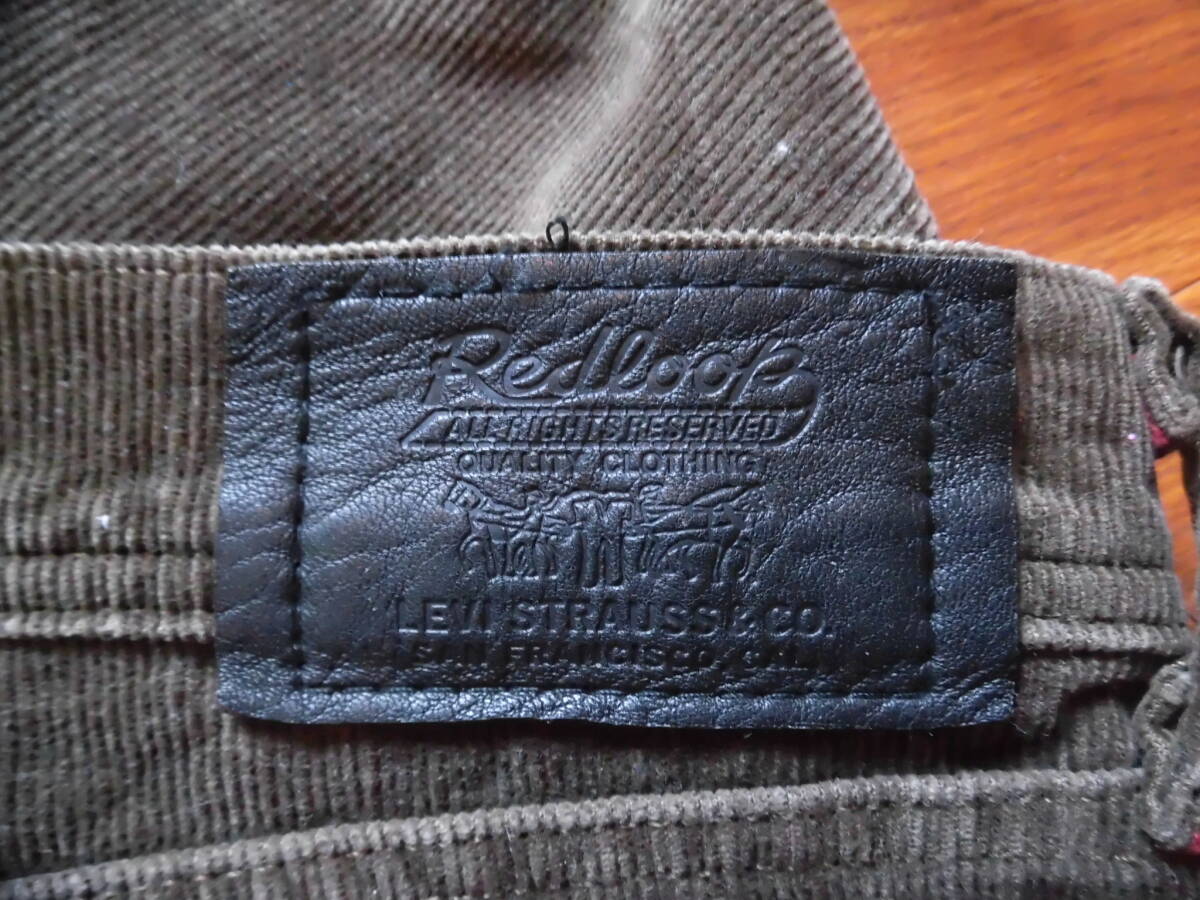 Redloop
ALL RIGHTS RESERVED
QUALITY CLOTHING
LEVI STRAUSS & CO.
SAN FRANCISCO, CAL